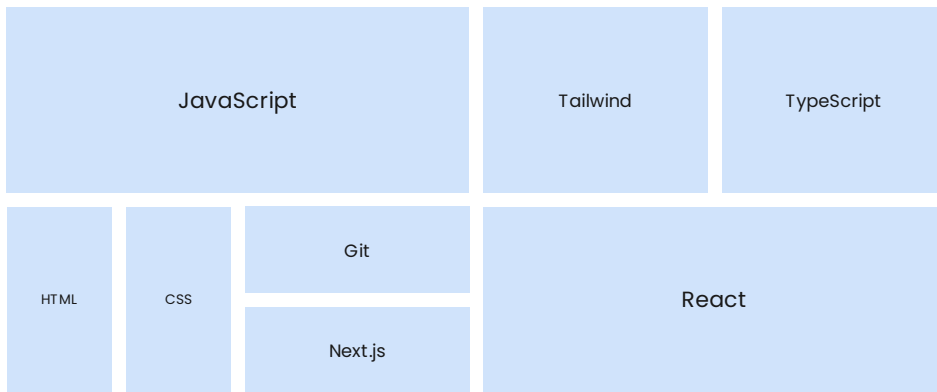 JavaScript
Tailwind
TypeScript
HTML
CSS
Git
Next.js
React